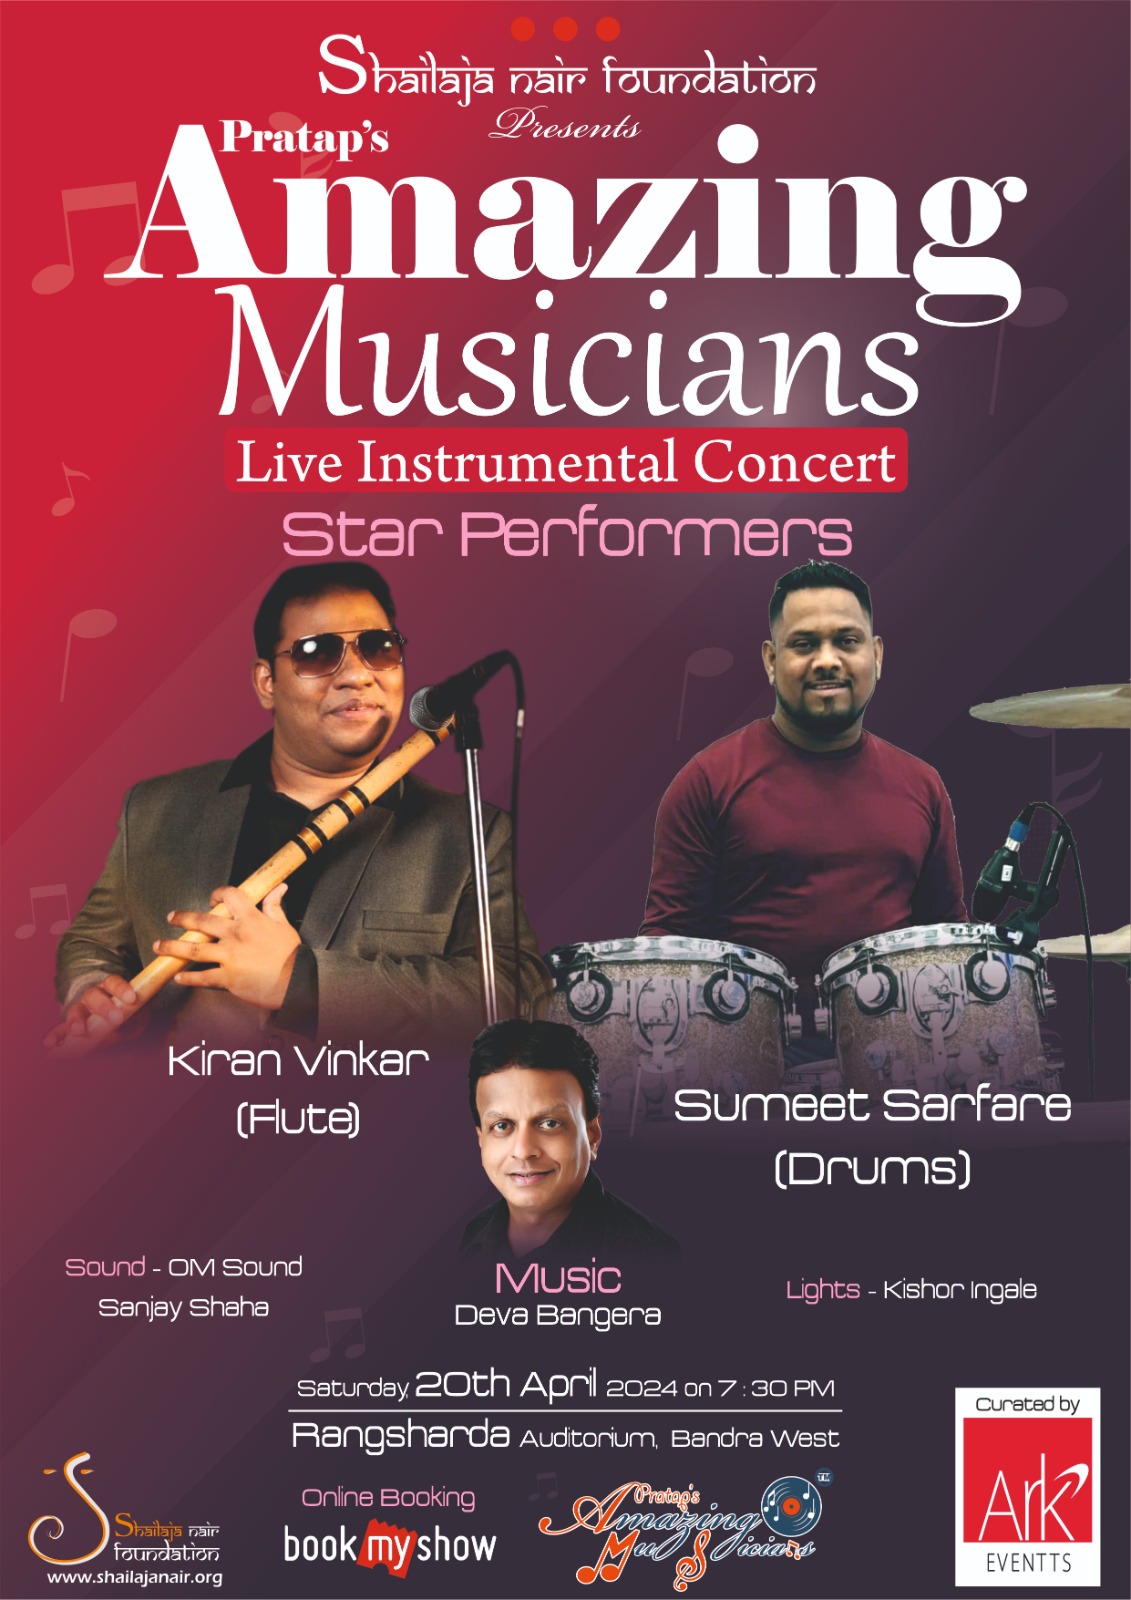 Shailaja nair foundation
Presents
Pratap's
Amazing
Musicians
Live Instrumental Concert
Star Performers
Kiran Vinkar
(Flute)
Sumeet Sarfare
(Drums)
Sound - OM Sound
Sanjay Shaha
Music
Deva Bangera
Lights - Kishor Ingale
Saturday, 20th April 2024 on 7 : 30 PM
Rangsharda Auditorium, Bandra West
Curated by
Ark
EVENTTS
Online Booking
book my show
Shailaja nair
foundation
www.shailajanair.org
Pratap's
Amazing
Musicians
TM